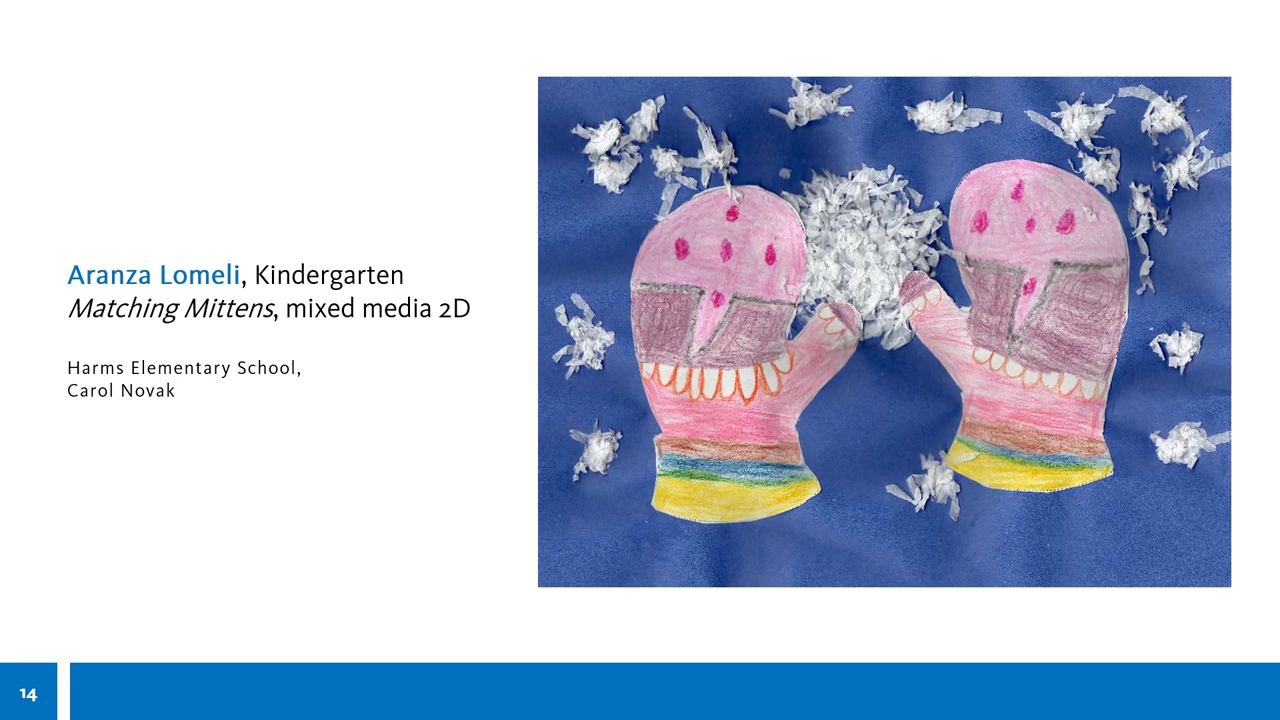 Aranza Lomeli, Kindergarten
Matching Mittens, mixed media 2D
Harms Elementary School,
Carol Novak
14